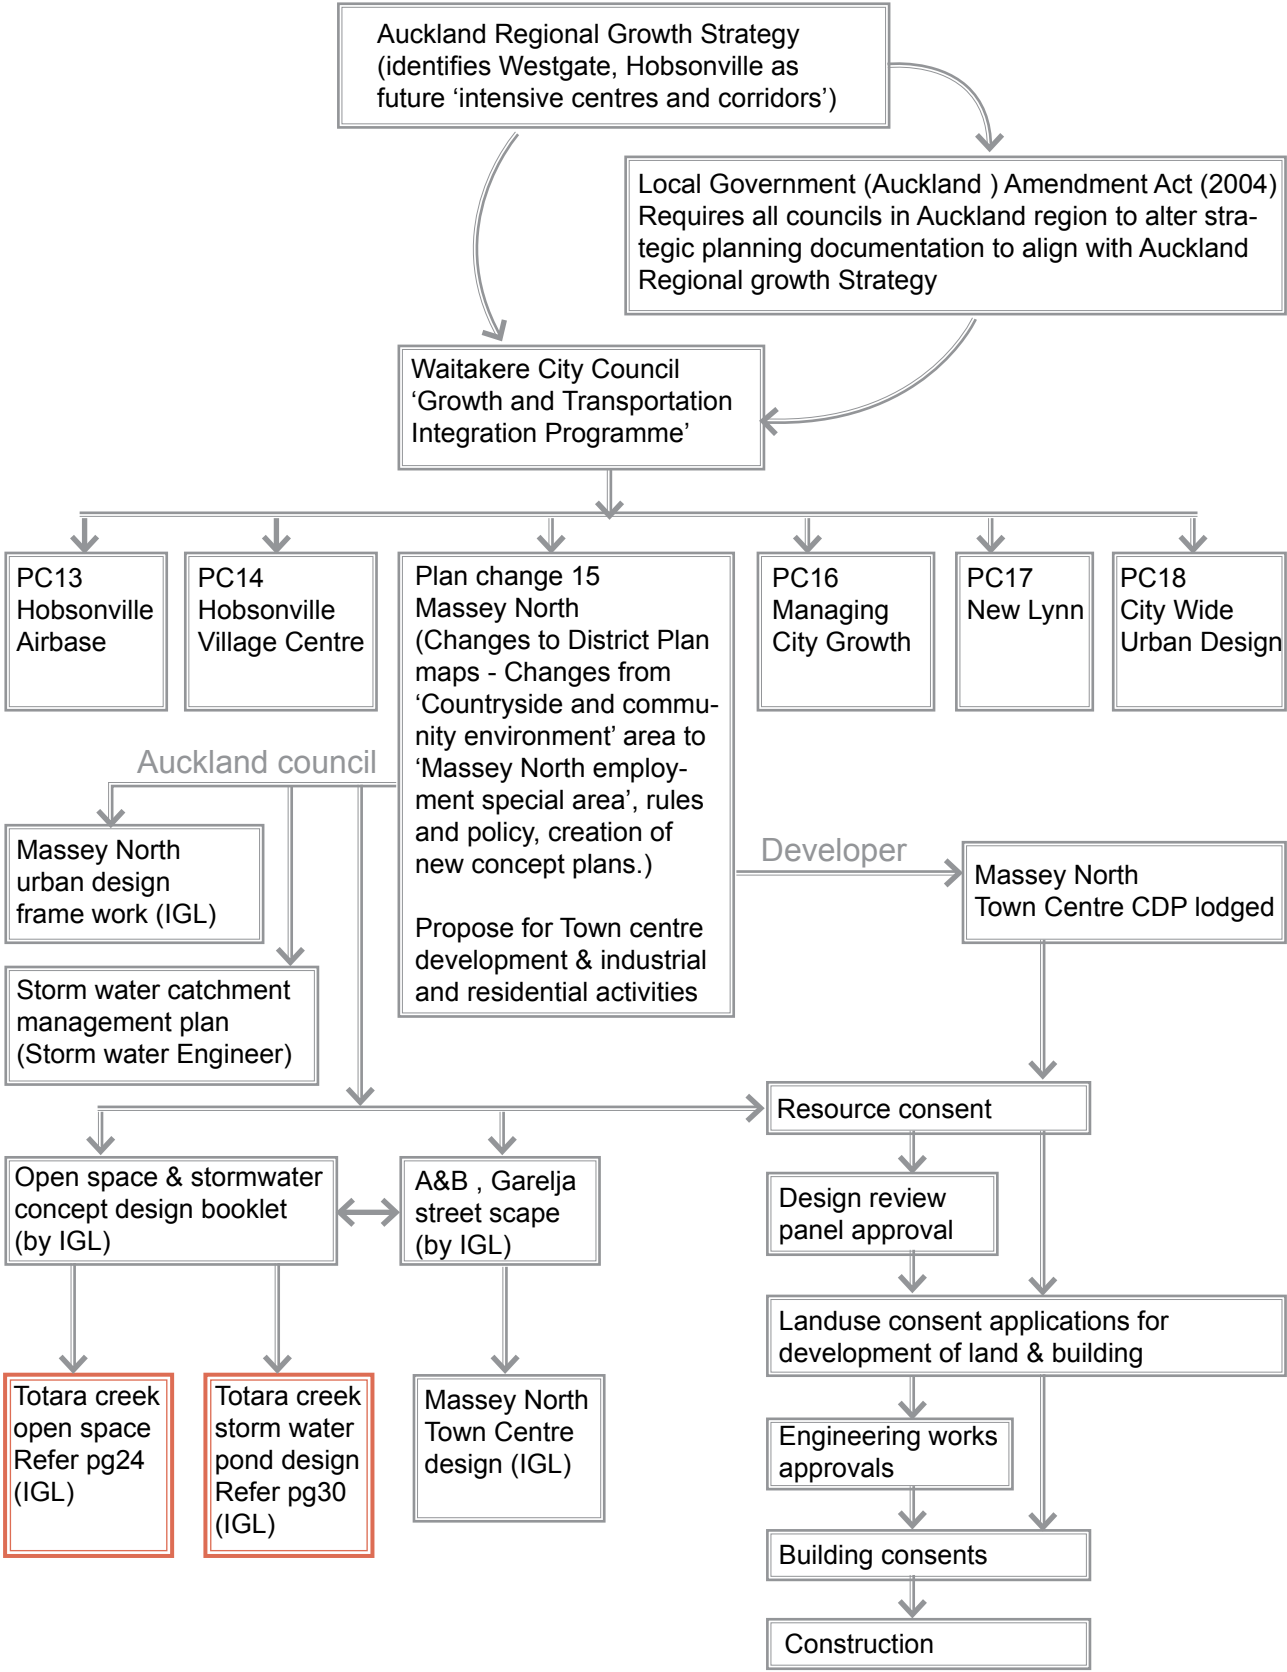 Auckland Regional Growth Strategy
(identifies Westgate, Hobsonville as
future ‘intensive centres and corridors’)
Local Government (Auckland ) Amendment Act (2004)
Requires all councils in Auckland region to alter stra-
tegic planning documentation to align with Auckland
Regional growth Strategy
Waitakere City Council
‘Growth and Transportation
Integration Programme’
PC13
Hobsonville
Airbase
PC14
Hobsonville
Village Centre
Plan change 15
Massey North
(Changes to District Plan
maps - Changes from
‘Countryside and commu-
nity environment’ area to
‘Massey North employ-
ment special area’, rules
and policy, creation of
new concept plans.)
Propose for Town centre
development & industrial
and residential activities
PC16
Managing
City Growth
PC17
New Lynn
PC18
City Wide
Urban Design
Auckland council
Massey North
urban design
frame work (IGL)
Storm water catchment
management plan
(Storm water Engineer)
Developer
Massey North
Town Centre CDP lodged
Open space & stormwater
concept design booklet
(by IGL)
A&B , Garelja
street scape
(by IGL)
Totara creek
open space
Refer pg24
(IGL)
Totara creek
storm water
pond design
Refer pg30
(IGL)
Massey North
Town Centre
design (IGL)
Resource consent
Design review
panel approval
Landuse consent applications for
development of land & building
Engineering works
approvals
Building consents
Construction